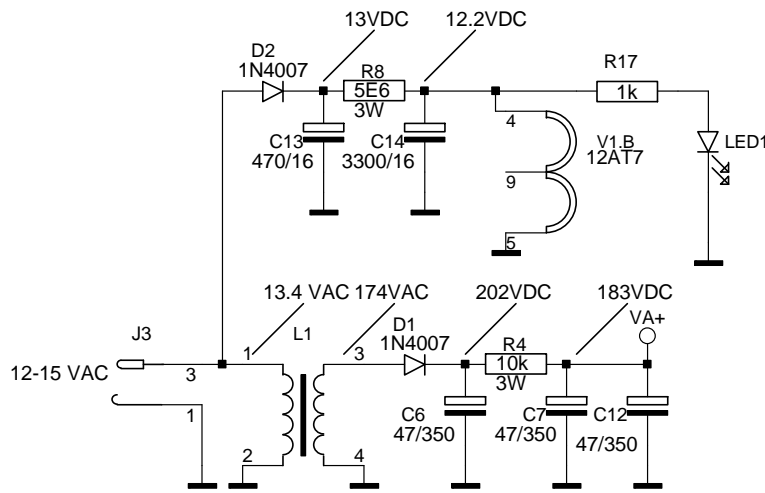 13VDC
12.2VDC
D2
1N4007
R8
5E6
3W
R17
1k
C13
470/16
C14
3300/16
4
9
5
V1.B
12AT7
LED1
13.4 VAC
174VAC
202VDC
183VDC
VA+
J3
12-15 VAC
3
1
L1
1
2
3
4
D1
1N4007
R4
10k
3W
C6
47/350
C7
47/350
C12
47/350